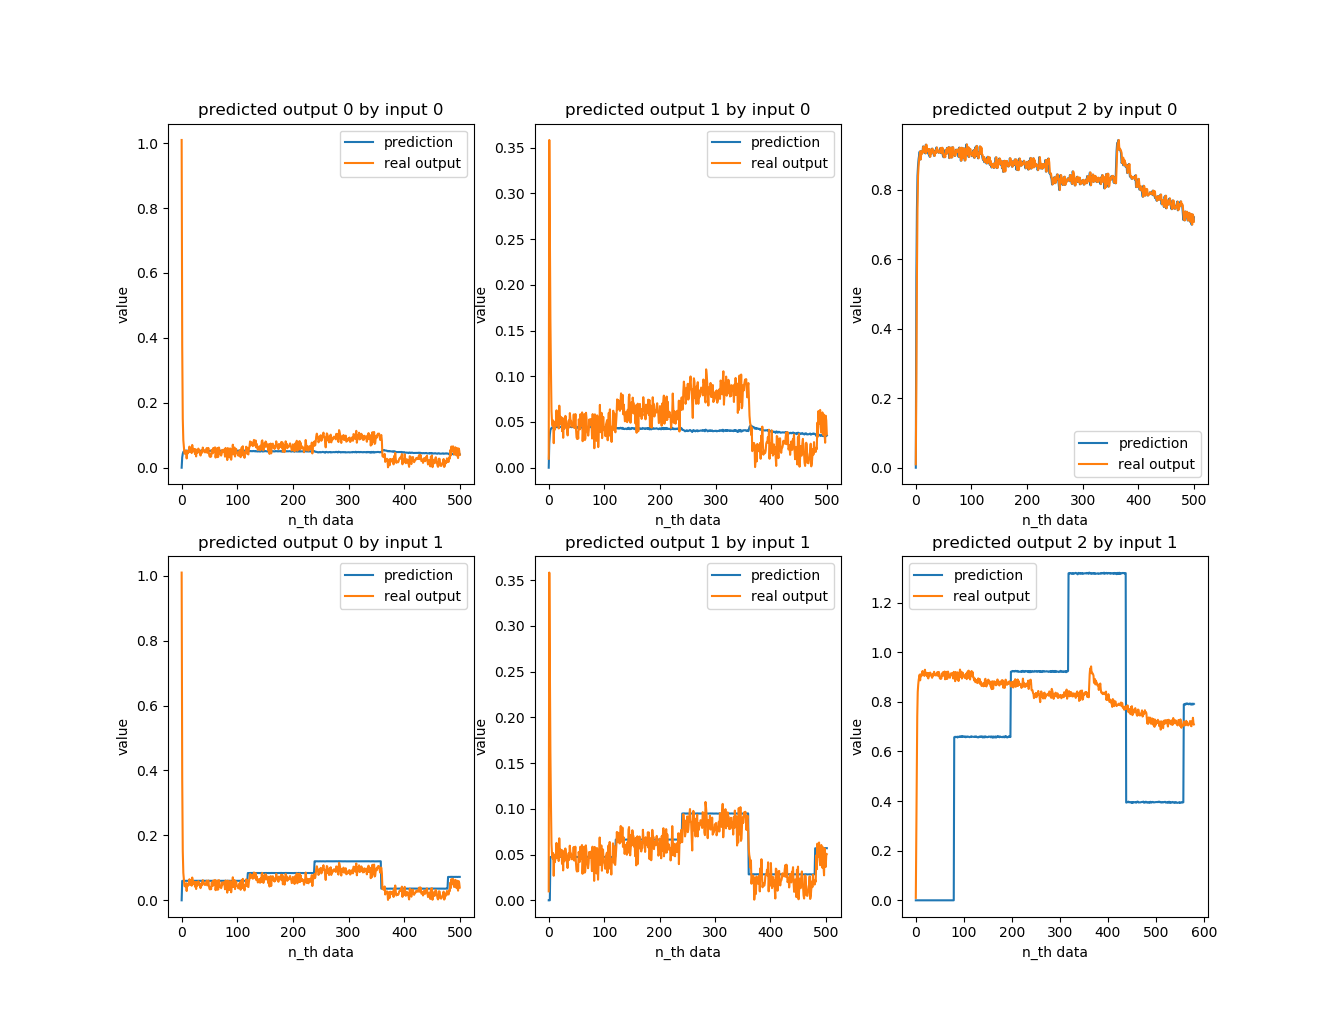 predicted output 0 by input 0
prediction
real output
1.0
0.8
0.6
0.4
0.2
0.0
value
0 100 200 300 400 500
n_th data
predicted output 1 by input 0
prediction
real output
0.35
0.30
0.25
0.20
0.15
0.10
0.05
0.00
value
0 100 200 300 400 500
n_th data
predicted output 2 by input 0
0.8
0.6
0.4
0.2
0.0
value
prediction
real output
0 100 200 300 400 500
n_th data
predicted output 0 by input 1
prediction
real output
1.0
0.8
0.6
0.4
0.2
0.0
value
0 100 200 300 400 500
n_th data
predicted output 1 by input 1
prediction
real output
0.35
0.30
0.25
0.20
0.15
0.10
0.05
0.00
value
0 100 200 300 400 500
n_th data
predicted output 2 by input 1
prediction
real output
1.2
1.0
0.8
0.6
0.4
0.2
0.0
value
0 100 200 300 400 500 600
n_th data